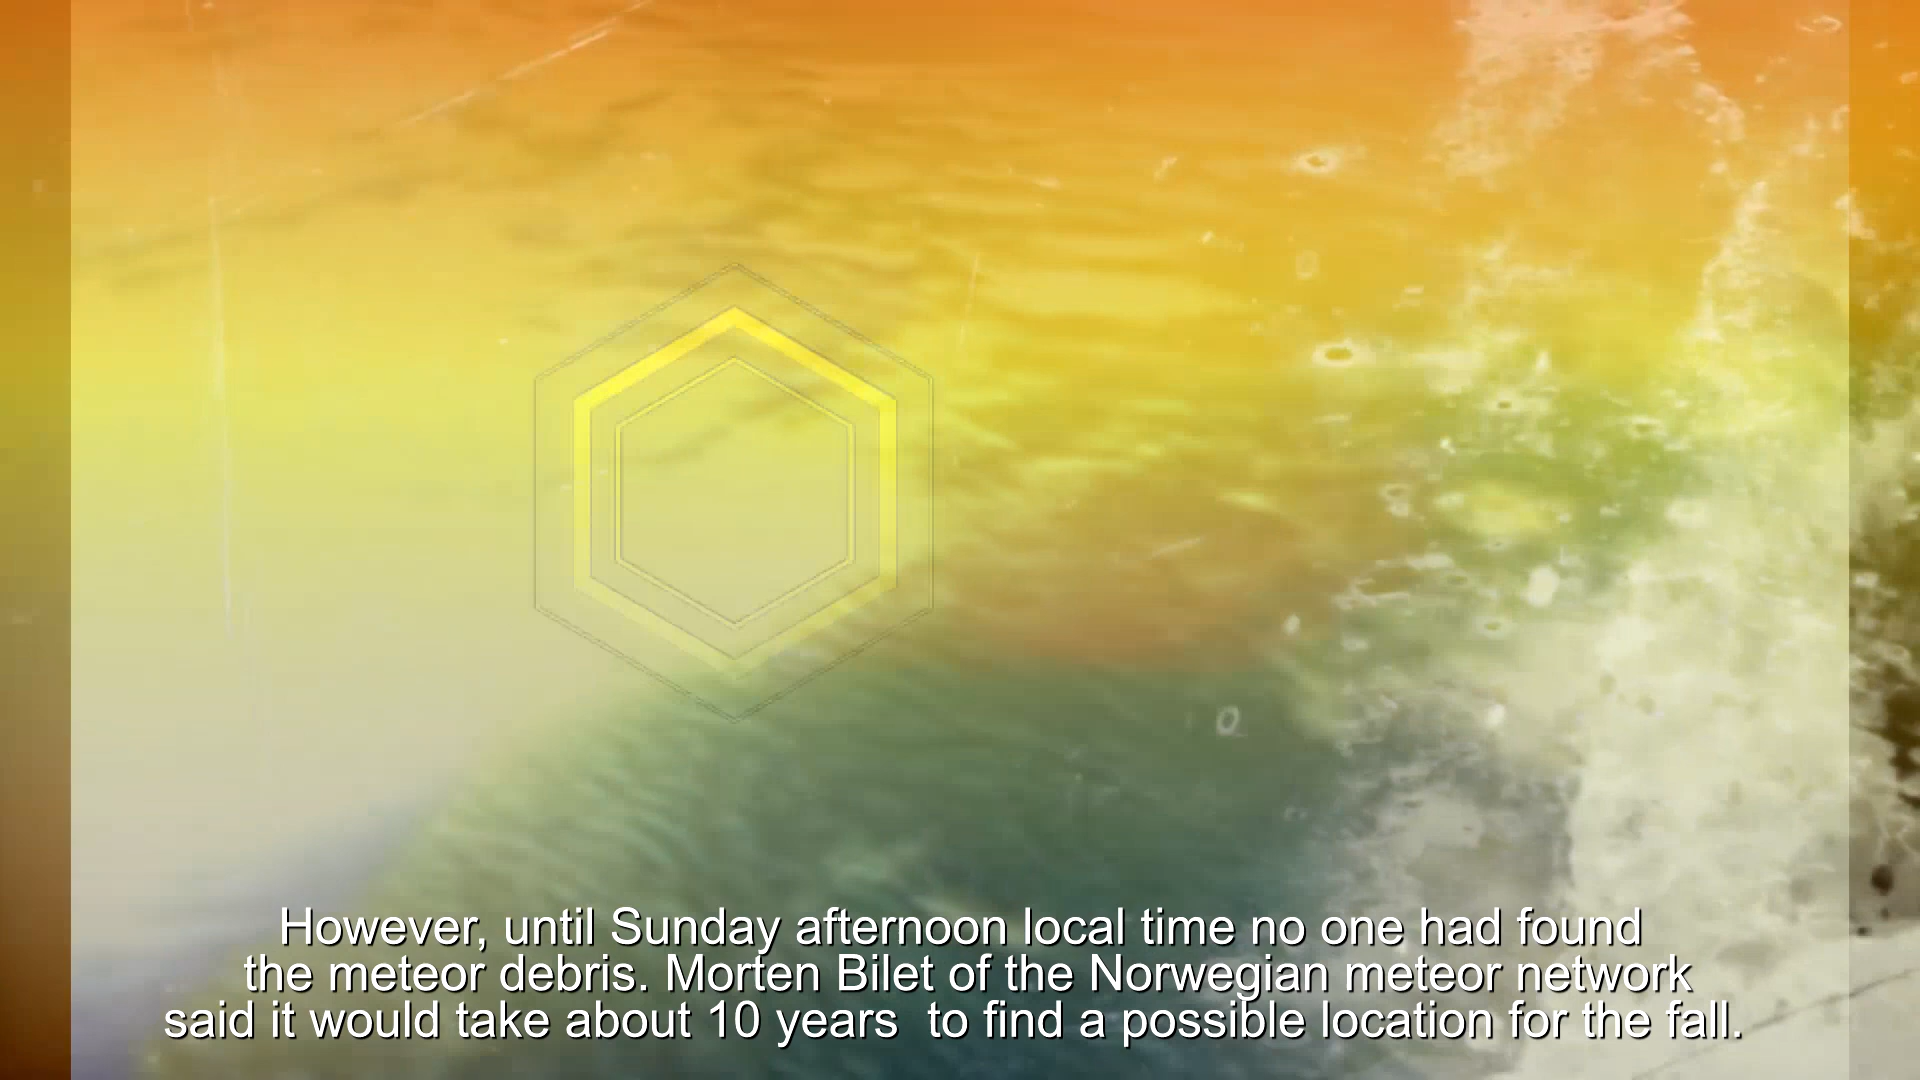 However, until Sunday afternoon local time no one had found
the meteor debris. Morten Bilet of the Norwegian meteor network
said it would take about 10 years  to find a possible location for the fall.